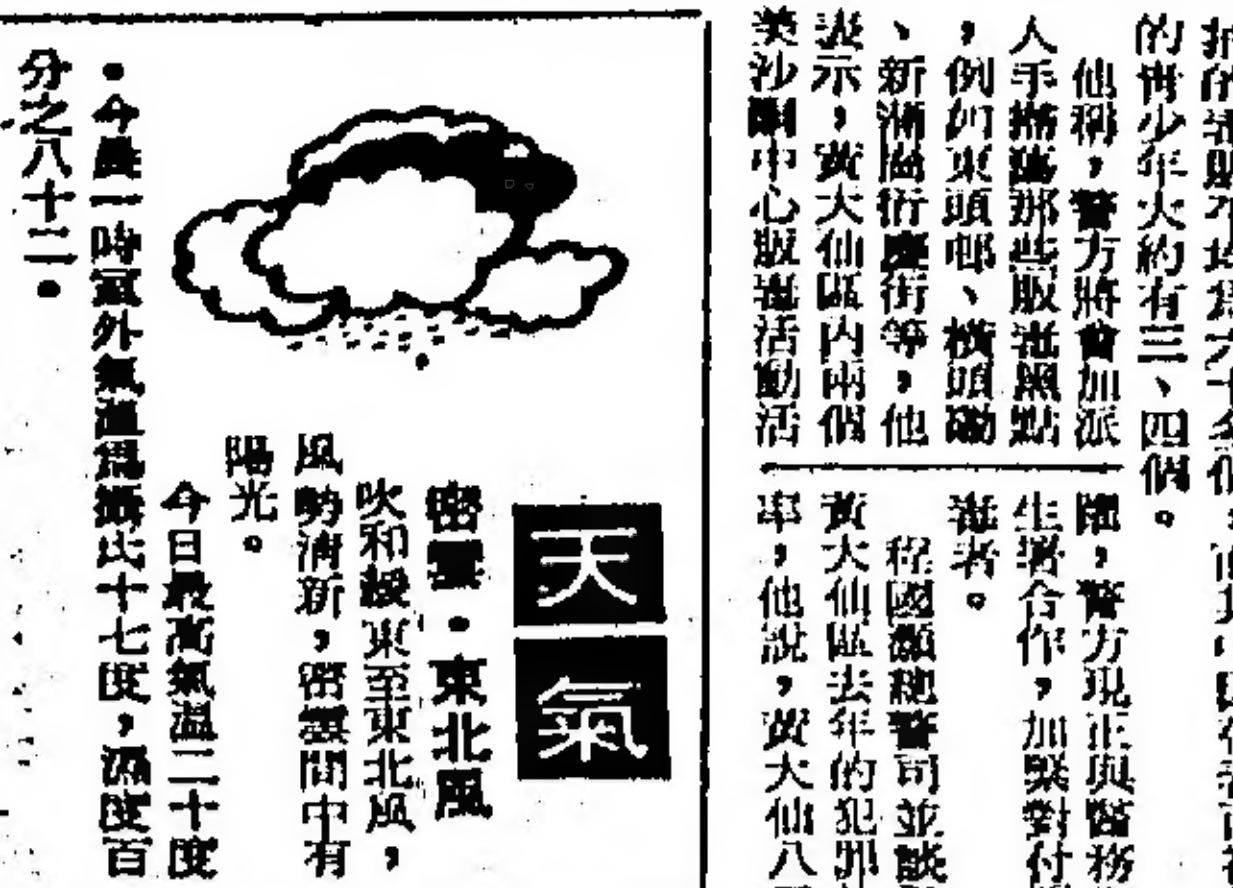 的青少年大約有三、四個。
他稱，警方將會加派
人手搗破那些販毒黑點
，例如東頭邨、橫頭磡
、新蒲崗衍慶街等，他
表示，黃大仙區內兩個
美沙酮中心販毒活動活
警方現正與醫務
生署合作，加緊對付
毒者。
程國灝總警司並談
黃大仙區去年的犯罪
率，他說，黃大仙八
天氣
密雲・東北風
吹和緩東至東北風，
風勢清新，密雲間中有
陽光。
今日最高氣溫二十度
・今晨一時室外氣溫爲攝氏十七度，濕度百
分之八十二・